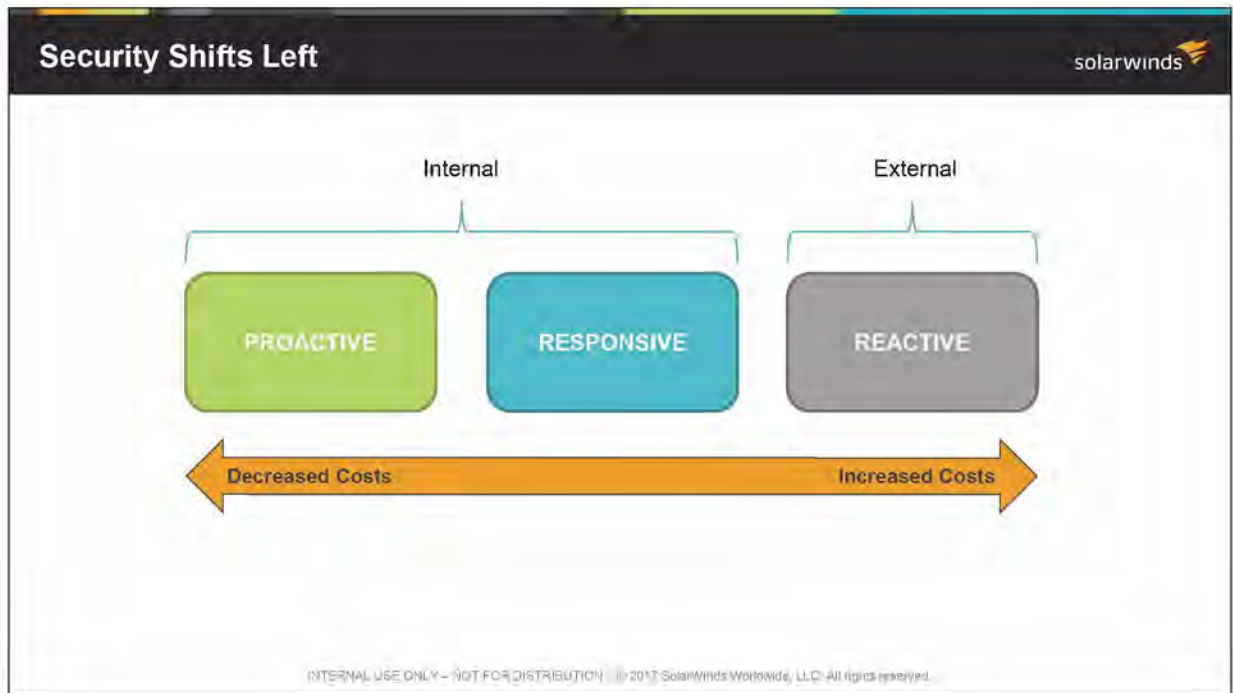 Security Shifts Left
solarwinds
Internal
External
PROACTIVE
RESPONSIVE
REACTIVE
Decreased Costs
Increased Costs
INTERNAL USE ONLY – NOT FOR DISTRIBUTION | © 2017 SolarWinds Worldwide, LLC. All rights reserved.